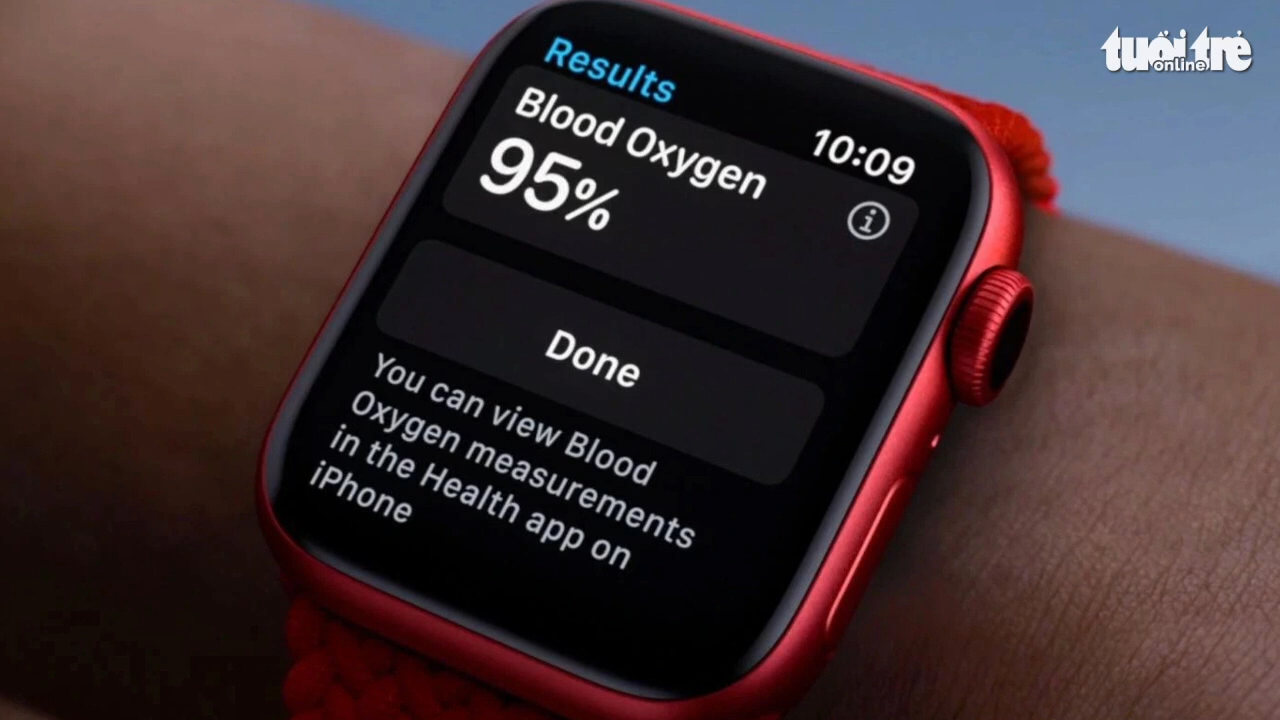 tuổi trẻ
online
Results
10:09
Blood Oxygen
95%
i
Done
You can view Blood
Oxygen measurements
in the Health app on
iPhone